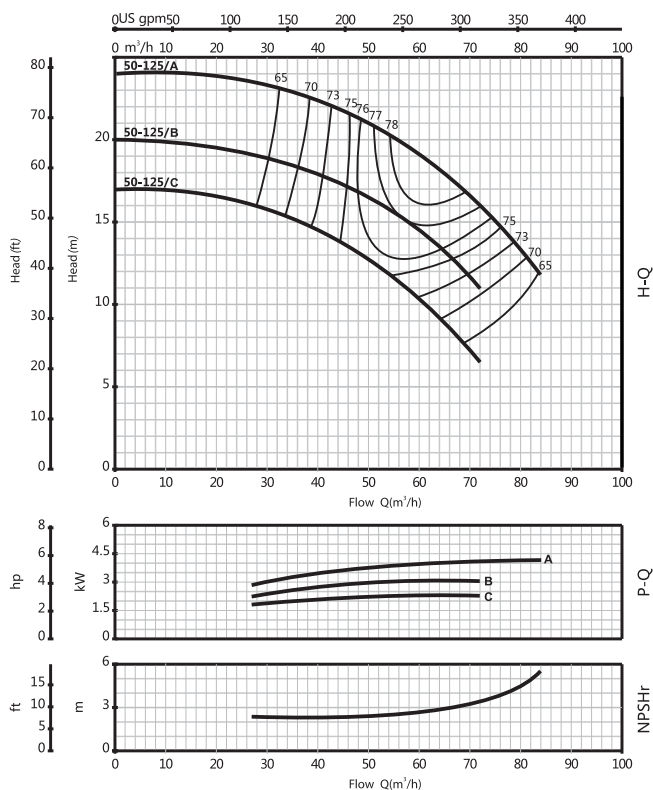 US gpm
0 50 100 150 200 250 300 350 400
0 m³/h 10 20 30 40 50 60 70 80 90 100
50-125/A
50-125/B
50-125/C
65 70 73 75 76 77 78
75
73
70
65
Head(ft)
80
70
60
50
40
30
20
10
0
Head(m)
20
15
10
5
0
H-Q
0 10 20 30 40 50 60 70 80 90 100
Flow Q(m³/h)
hp
8
6
4
2
0
kW
6
4.5
3
1.5
0
A
B
C
P-Q
ft
15
10
5
0
m
6
3
0
NPSHr
0 10 20 30 40 50 60 70 80 90 100
Flow Q(m³/h)